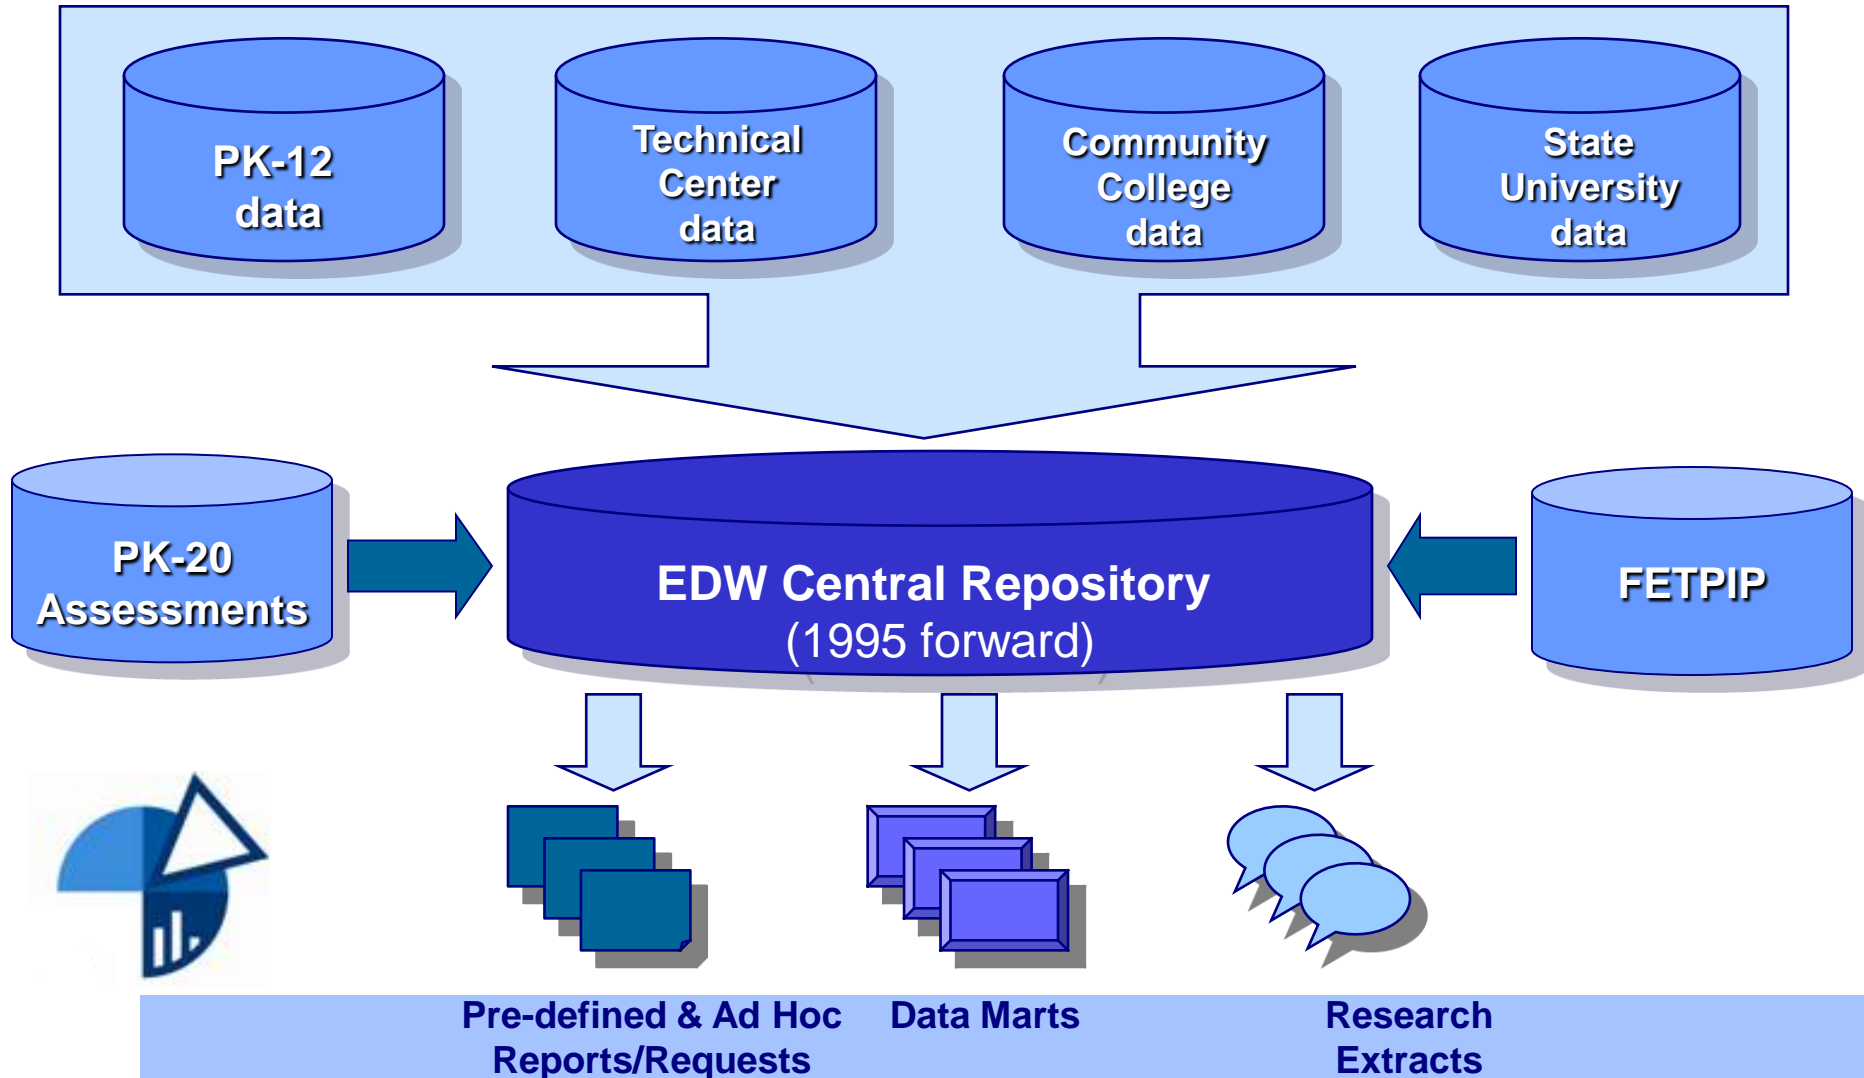 PK-12
data
Technical
Center
data
Community
College
data
State
University
data
PK-20
Assessments
EDW Central Repository
(1995 forward)
FETPIP
Pre-defined & Ad Hoc
Reports/Requests
Data Marts
Research
Extracts